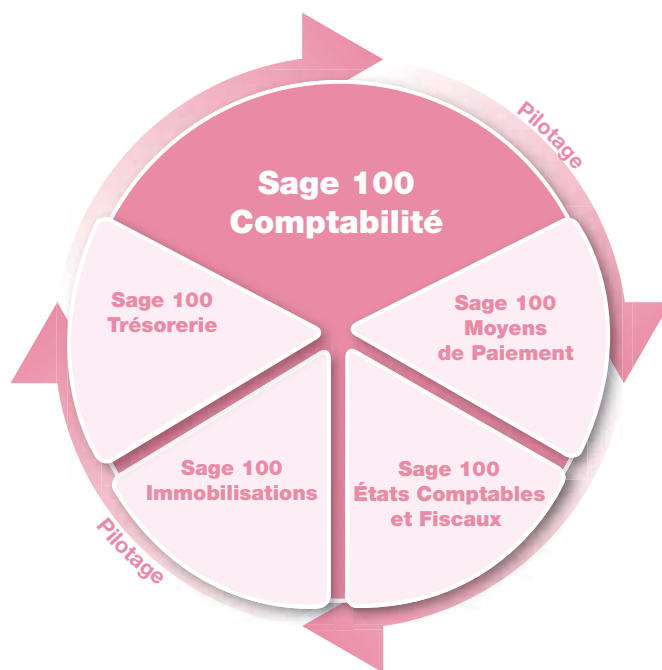 Pilotage
Sage 100
Comptabilité
Sage 100
Trésorerie
Sage 100
Moyens
de Paiement
Sage 100
Immobilisations
Sage 100
États Comptables
et Fiscaux
Pilotage